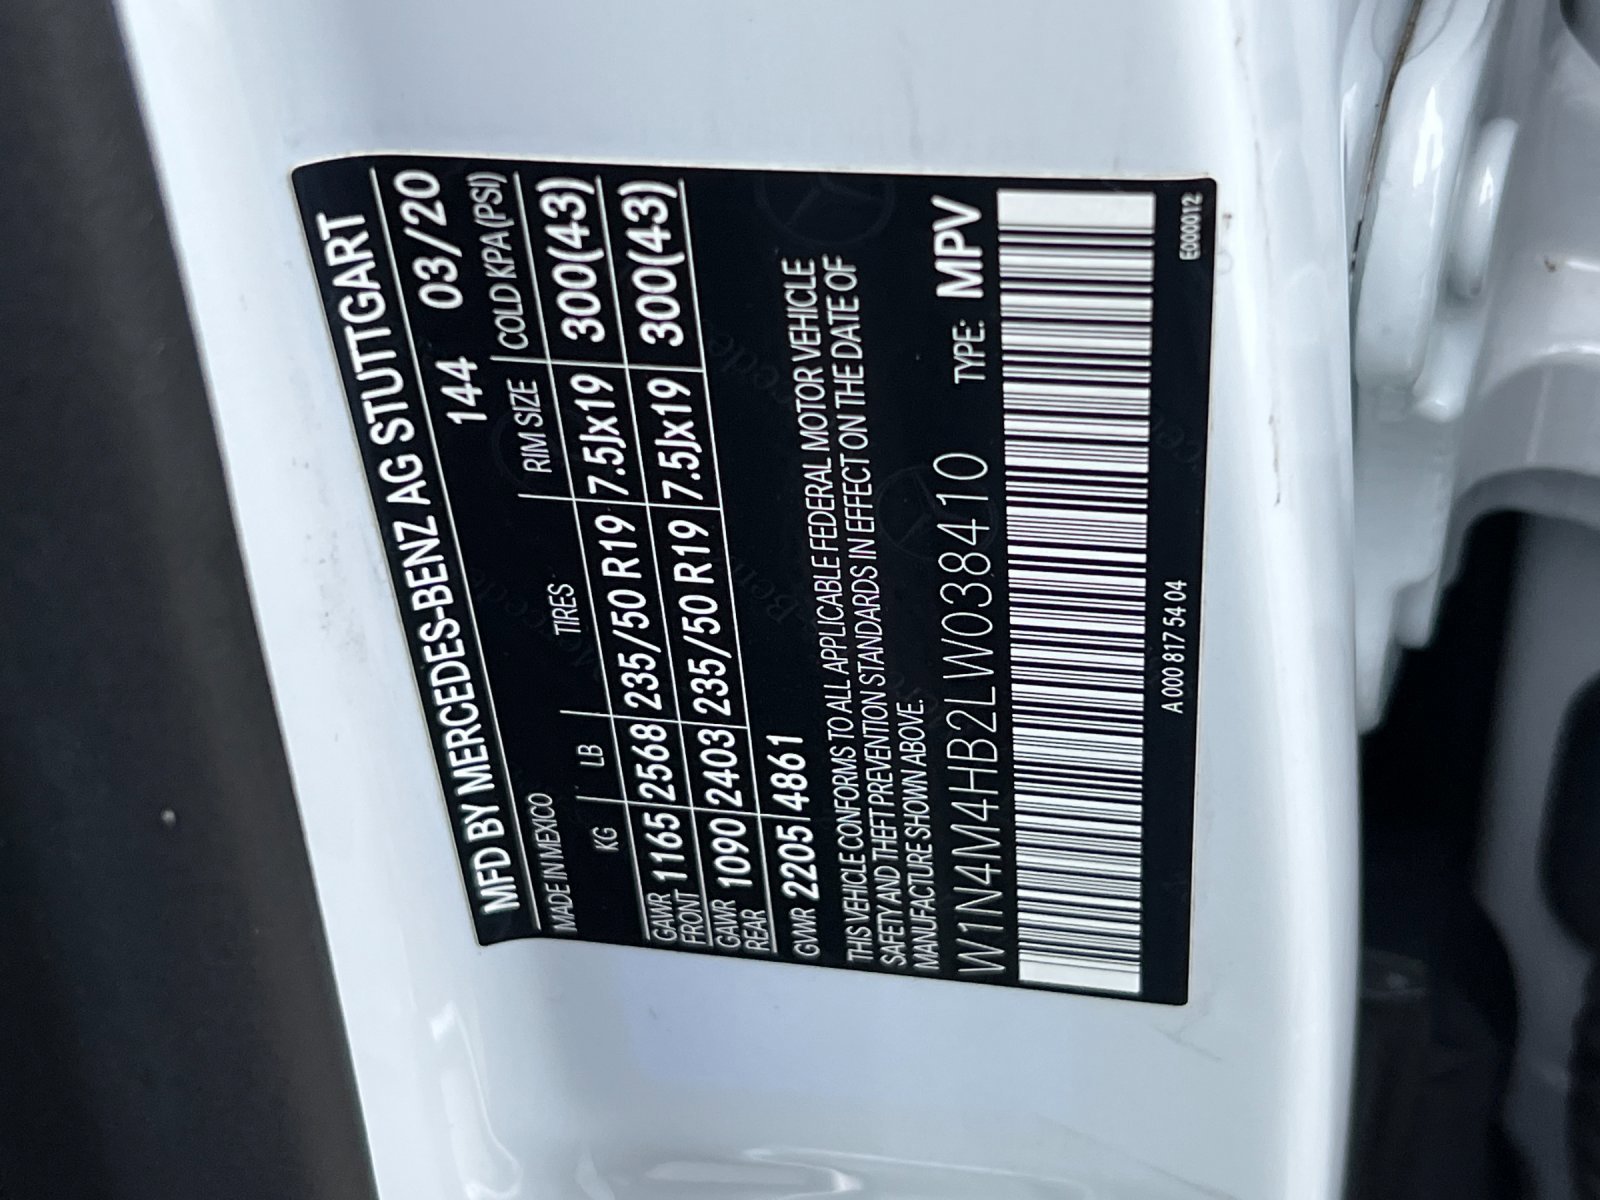 MFD BY MERCEDES-BENZ AG STUTTGART
144 03/20
MADE IN MEXICO
KG LB TIRES RIM SIZE COLD KPA(PSI)
GAWR FRONT 1165 2568 235/50 R19 7.5Jx19 300(43)
GAWR REAR 1090 2403 235/50 R19 7.5Jx19 300(43)
GVWR 2205 4861
THIS VEHICLE CONFORMS TO ALL APPLICABLE FEDERAL MOTOR VEHICLE
SAFETY AND THEFT PREVENTION STANDARDS IN EFFECT ON THE DATE OF
MANUFACTURE SHOWN ABOVE.
W1N4M4HB2LW038410 TYPE: MPV
A 000 817 54 04 E000012